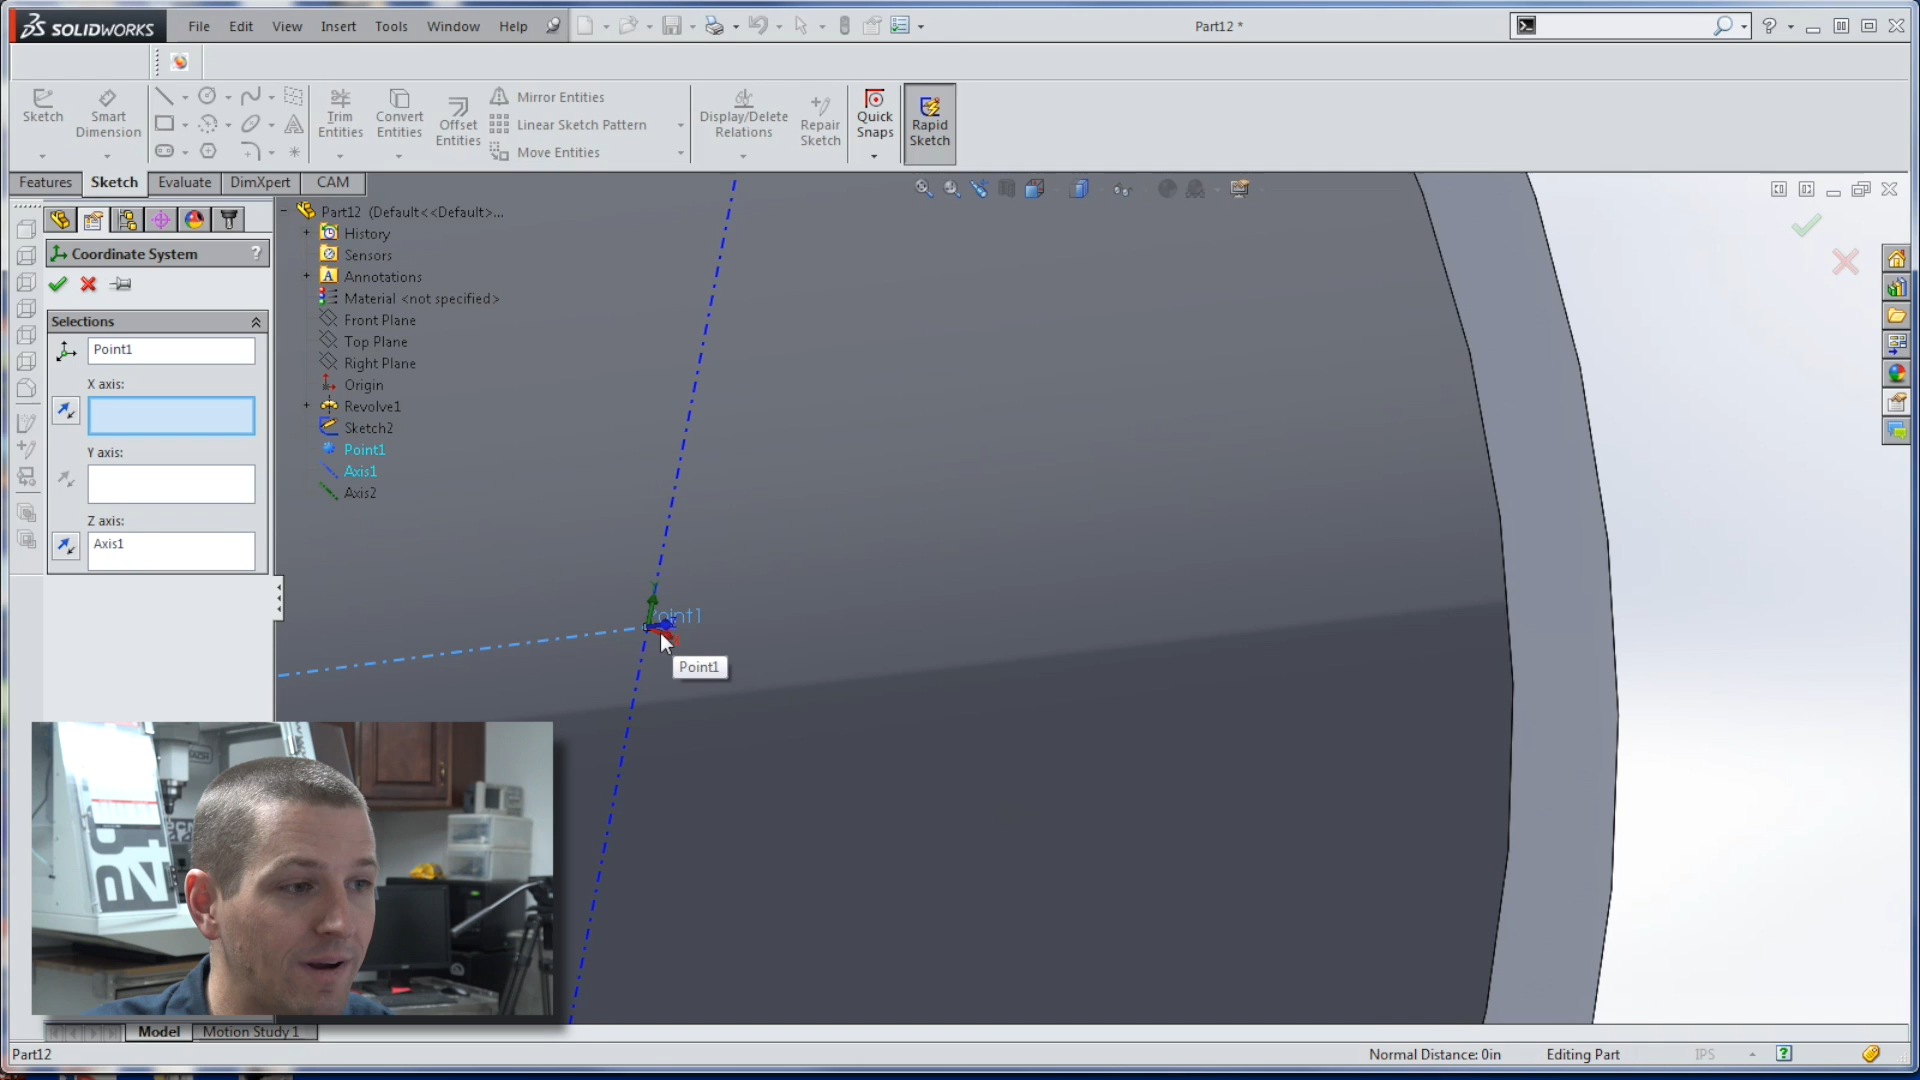 SOLIDWORKS
File Edit View Insert Tools Window Help
Part12 *
Sketch
Smart Dimension
Trim Entities
Convert Entities
Offset Entities
Mirror Entities
Linear Sketch Pattern
Move Entities
Display/Delete Relations
Repair Sketch
Quick Snaps
Rapid Sketch
Features Sketch Evaluate DimXpert CAM
Coordinate System ?
Selections
Point1
X axis:
Y axis:
Z axis:
Axis1
Part12 (Default<<Default>...
History
Sensors
Annotations
Material <not specified>
Front Plane
Top Plane
Right Plane
Origin
Revolve1
Sketch2
Point1
Axis1
Axis2
Point1
Model Motion Study 1
Part12
Normal Distance: 0in Editing Part IPS